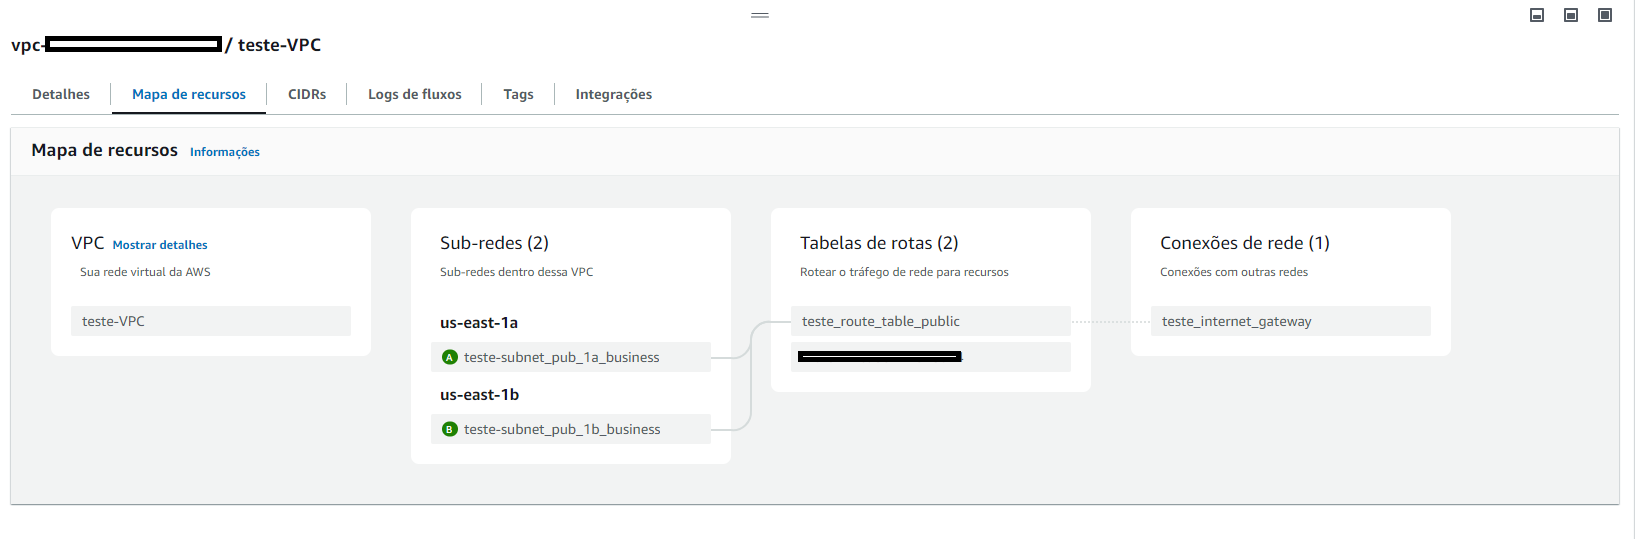 vpc- / teste-VPC
Detalhes
Mapa de recursos
CIDRs
Logs de fluxos
Tags
Integrações
Mapa de recursos Informações
VPC Mostrar detalhes
Sua rede virtual da AWS
teste-VPC
Sub-redes (2)
Sub-redes dentro dessa VPC
us-east-1a
A teste-subnet_pub_1a_business
us-east-1b
B teste-subnet_pub_1b_business
Tabelas de rotas (2)
Rotear o tráfego de rede para recursos
teste_route_table_public
Conexões de rede (1)
Conexões com outras redes
teste_internet_gateway